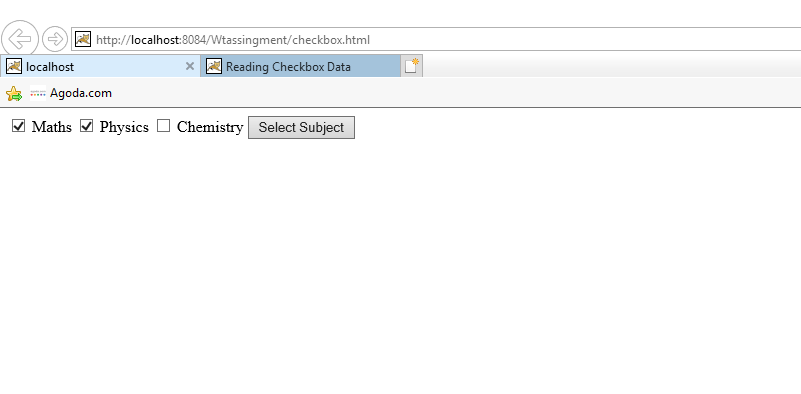 http://localhost:8084/Wtassingment/checkbox.html
localhost Reading Checkbox Data
Agoda.com
Maths Physics Chemistry Select Subject